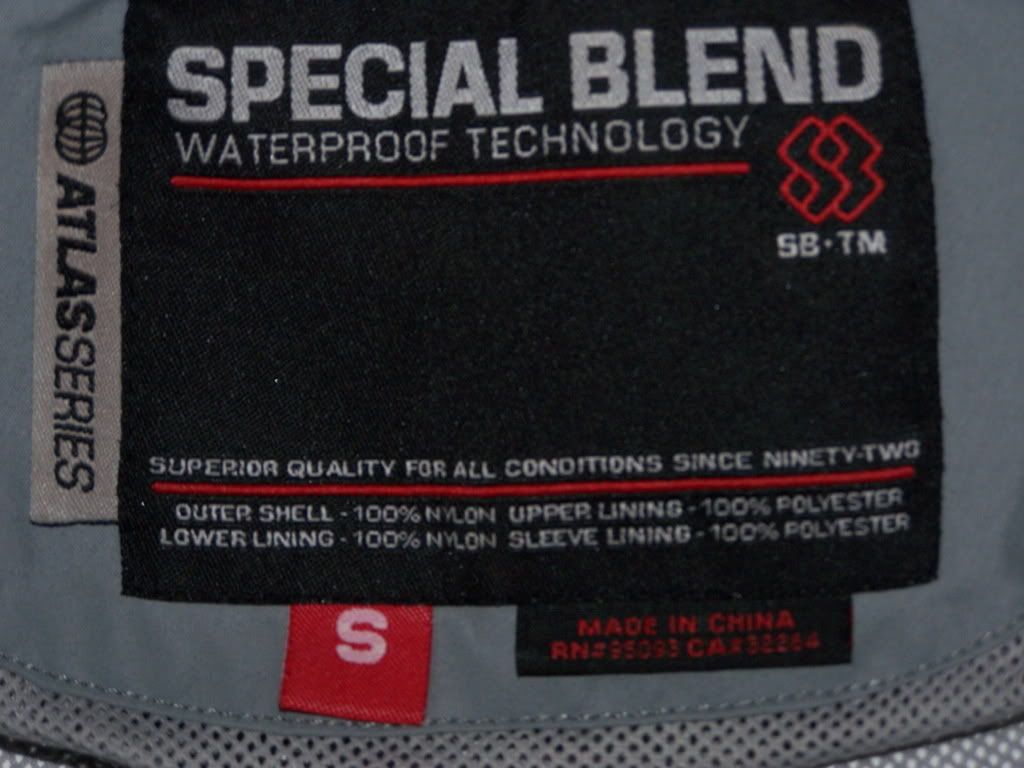 SPECIAL BLEND
WATERPROOF TECHNOLOGY
SB·TM
ATLASSERIES
SUPERIOR QUALITY FOR ALL CONDITIONS SINCE NINETY-TWO
OUTER SHELL - 100% NYLON UPPER LINING - 100% POLYESTER
LOWER LINING - 100% NYLON SLEEVE LINING - 100% POLYESTER
S
MADE IN CHINA